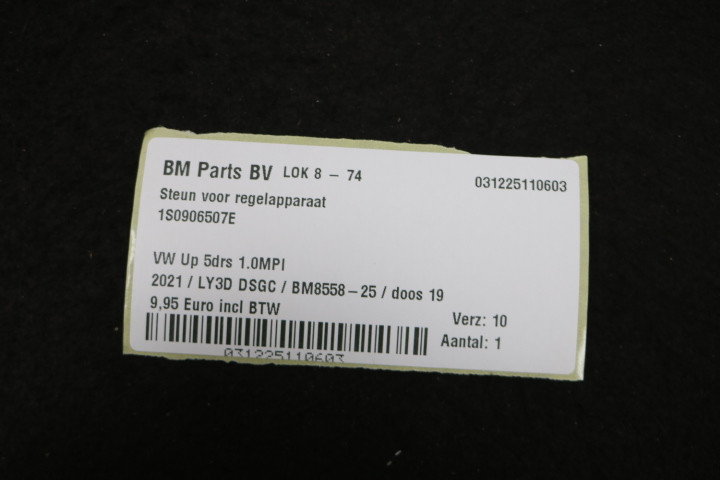 BM Parts BV LOK 8 – 74
031225110603
Steun voor regelapparaat
1S0906507E
VW Up 5drs 1.0MPI
2021 / LY3D DSGC / BM8558–25 / doos 19
9,95 Euro incl BTW
Verz: 10
Aantal: 1
031225110603